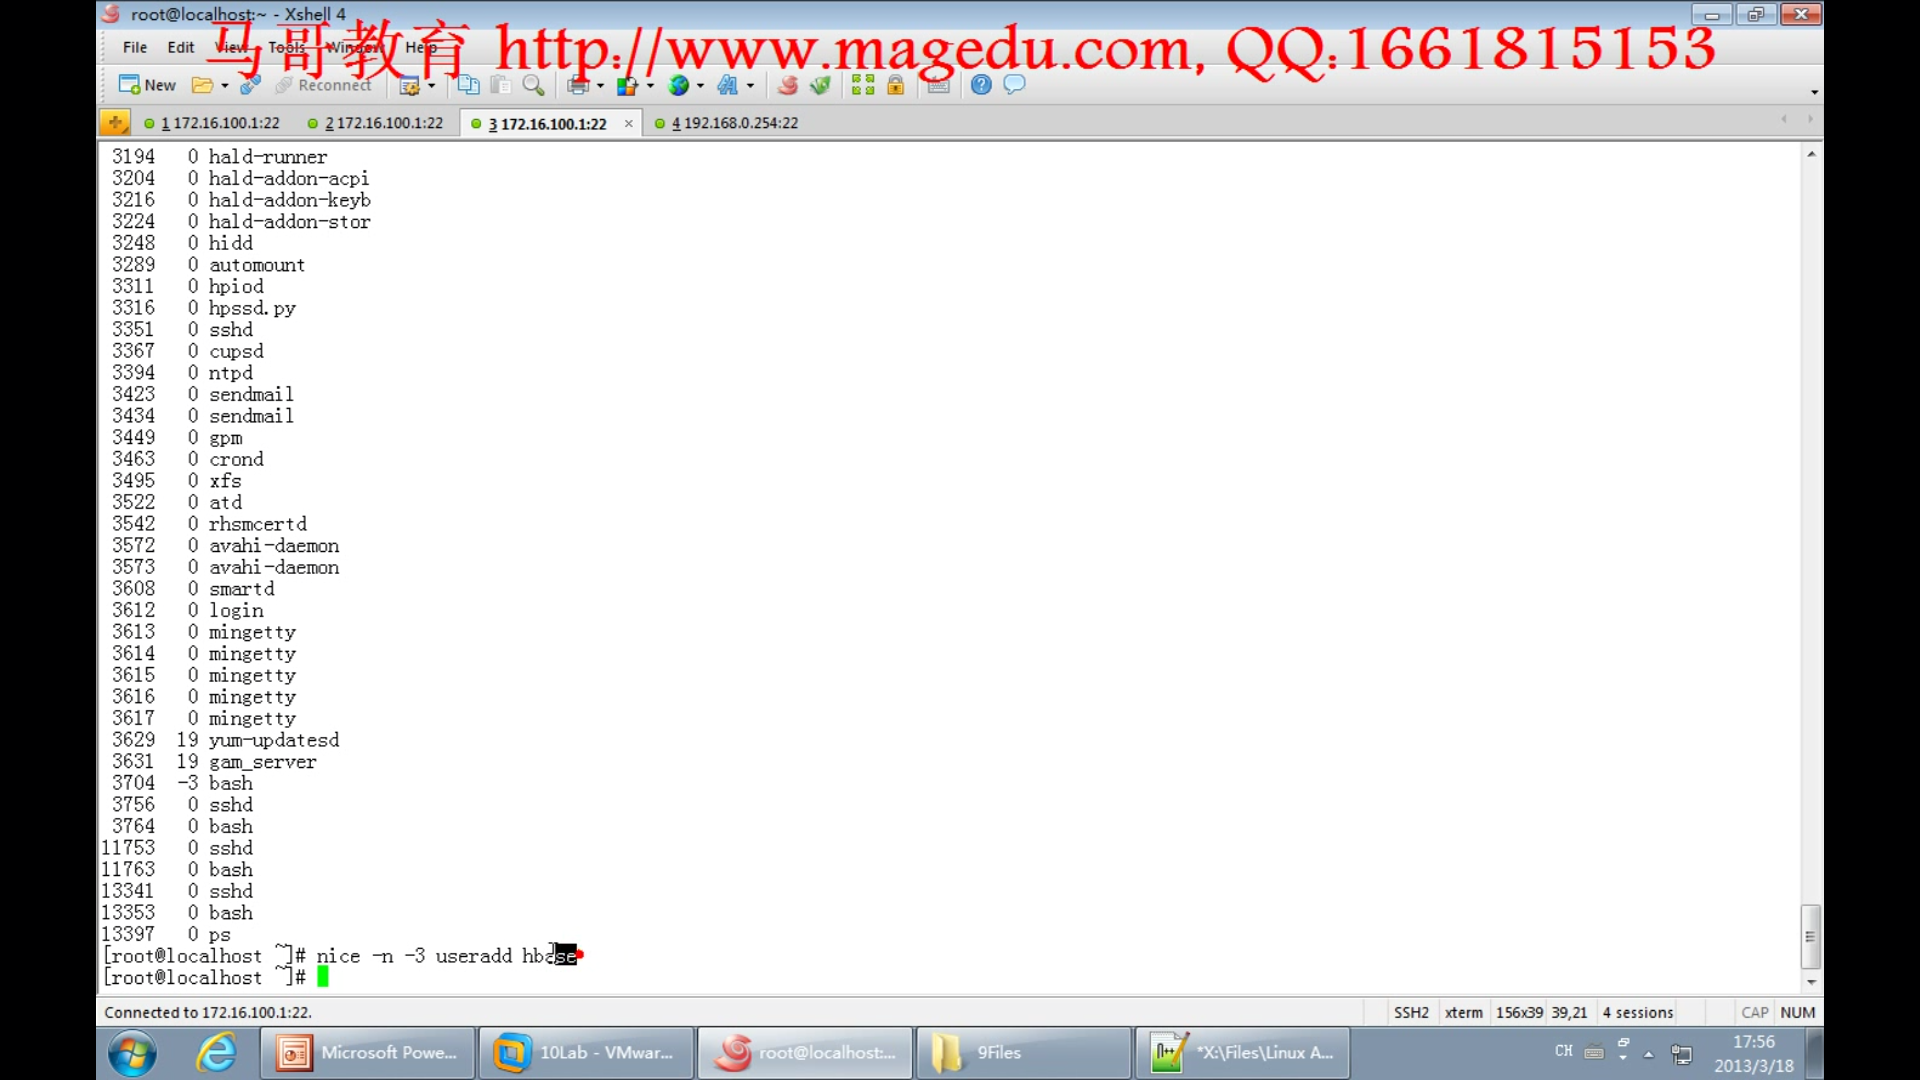 root@localhost:~ - Xshell 4
马哥教育 http://www.magedu.com, QQ:1661815153
File Edit View Tools Window Help
New Reconnect
1 172.16.100.1:22 2 172.16.100.1:22 3 172.16.100.1:22 × 4 192.168.0.254:22
3194 0 hald-runner
3204 0 hald-addon-acpi
3216 0 hald-addon-keyb
3224 0 hald-addon-stor
3248 0 hidd
3289 0 automount
3311 0 hpiod
3316 0 hpssd.py
3351 0 sshd
3367 0 cupsd
3394 0 ntpd
3423 0 sendmail
3434 0 sendmail
3449 0 gpm
3463 0 crond
3495 0 xfs
3522 0 atd
3542 0 rhsmcertd
3572 0 avahi-daemon
3573 0 avahi-daemon
3608 0 smartd
3612 0 login
3613 0 mingetty
3614 0 mingetty
3615 0 mingetty
3616 0 mingetty
3617 0 mingetty
3629 19 yum-updatesd
3631 19 gam_server
3704 -3 bash
3756 0 sshd
3764 0 bash
11753 0 sshd
11763 0 bash
13341 0 sshd
13353 0 bash
13397 0 ps
[root@localhost ~]# nice -n -3 useradd hbase
[root@localhost ~]#
Connected to 172.16.100.1:22. SSH2 xterm 156x39 39,21 4 sessions CAP NUM
Microsoft Powe... 10Lab - VMwar... root@localhost:... 9Files *X:\Files\Linux A... CH 17:56
2013/3/18